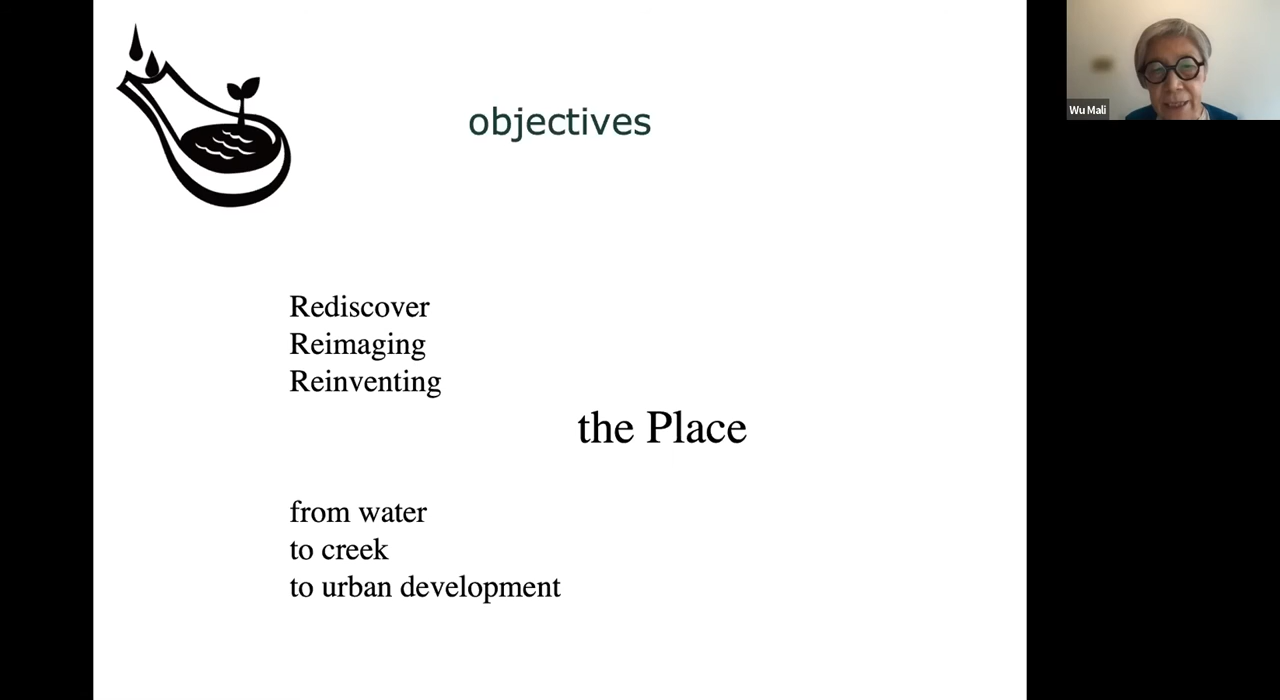 objectives
Wu Mali
Rediscover
Reimaging
Reinventing
the Place
from water
to creek
to urban development